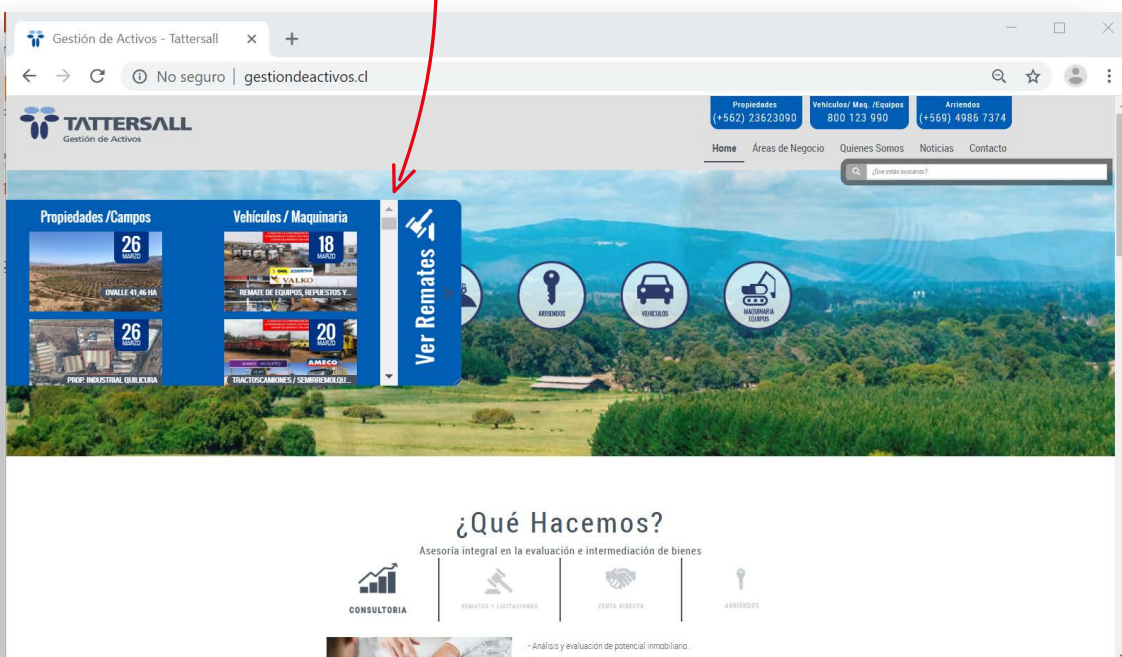 Gestión de Activos - Tattersall
No seguro | gestiondeactivos.cl
TATTERSALL
Gestión de Activos
Propiedades
(+562) 23623090
Vehículos/ Maq. /Equipos
800 123 990
Arriendos
(+569) 4986 7374
Home Áreas de Negocio Quienes Somos Noticias Contacto
¿Que estás buscando?
Propiedades /Campos
26
MARZO
OVALLE 41,46 HA
26
MARZO
PROP. INDUSTRIAL QUILICURA
Vehículos / Maquinaria
18
MARZO
VALKO
REMATE DE EQUIPOS, REPUESTOS Y...
20
MARZO
AMECO
TRACTOSCAMIONES / SEMIRREMOLQU...
Ver Remates
ARRIENDOS
VEHICULOS
MAQUINARIA
EQUIPOS
¿Qué Hacemos?
Asesoría integral en la evaluación e intermediación de bienes
CONSULTORIA
REMATES Y LICITACIONES
VENTA DIRECTA
ARRIENDOS
- Análisis y evaluación de potencial inmobiliario.